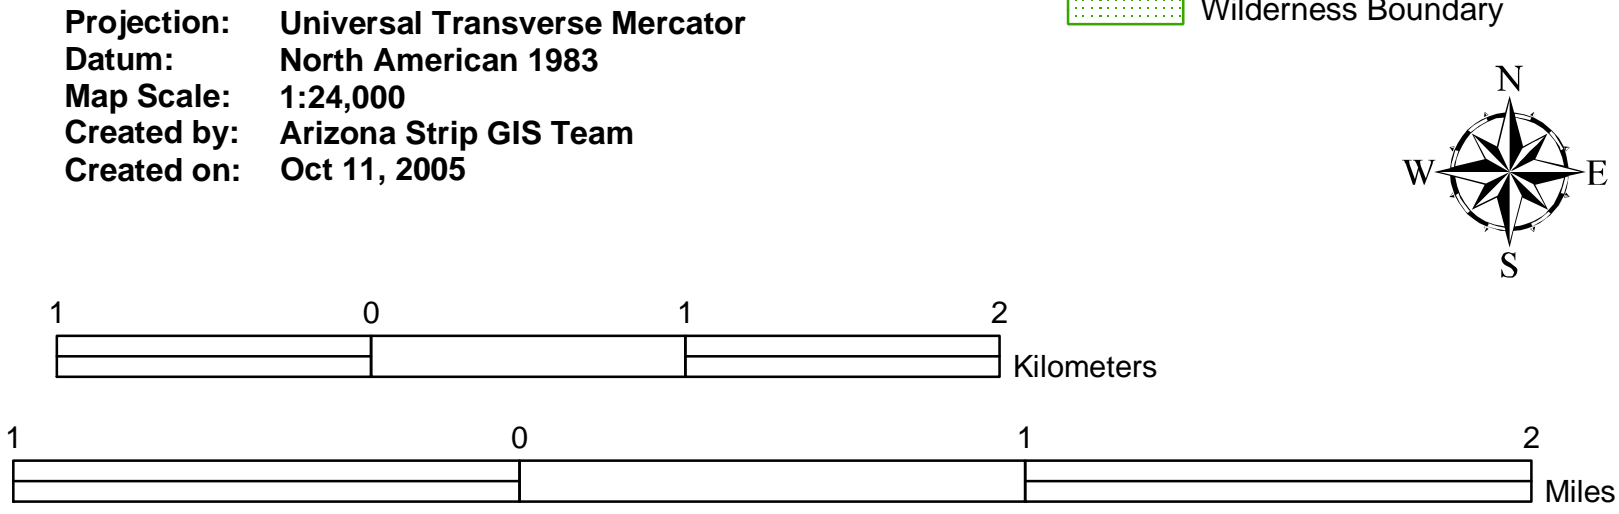 Projection: Universal Transverse Mercator
Datum: North American 1983
Map Scale: 1:24,000
Created by: Arizona Strip GIS Team
Created on: Oct 11, 2005
Wilderness Boundary
N
W E
S
1 0 1 2
Kilometers
1 0 1 2
Miles